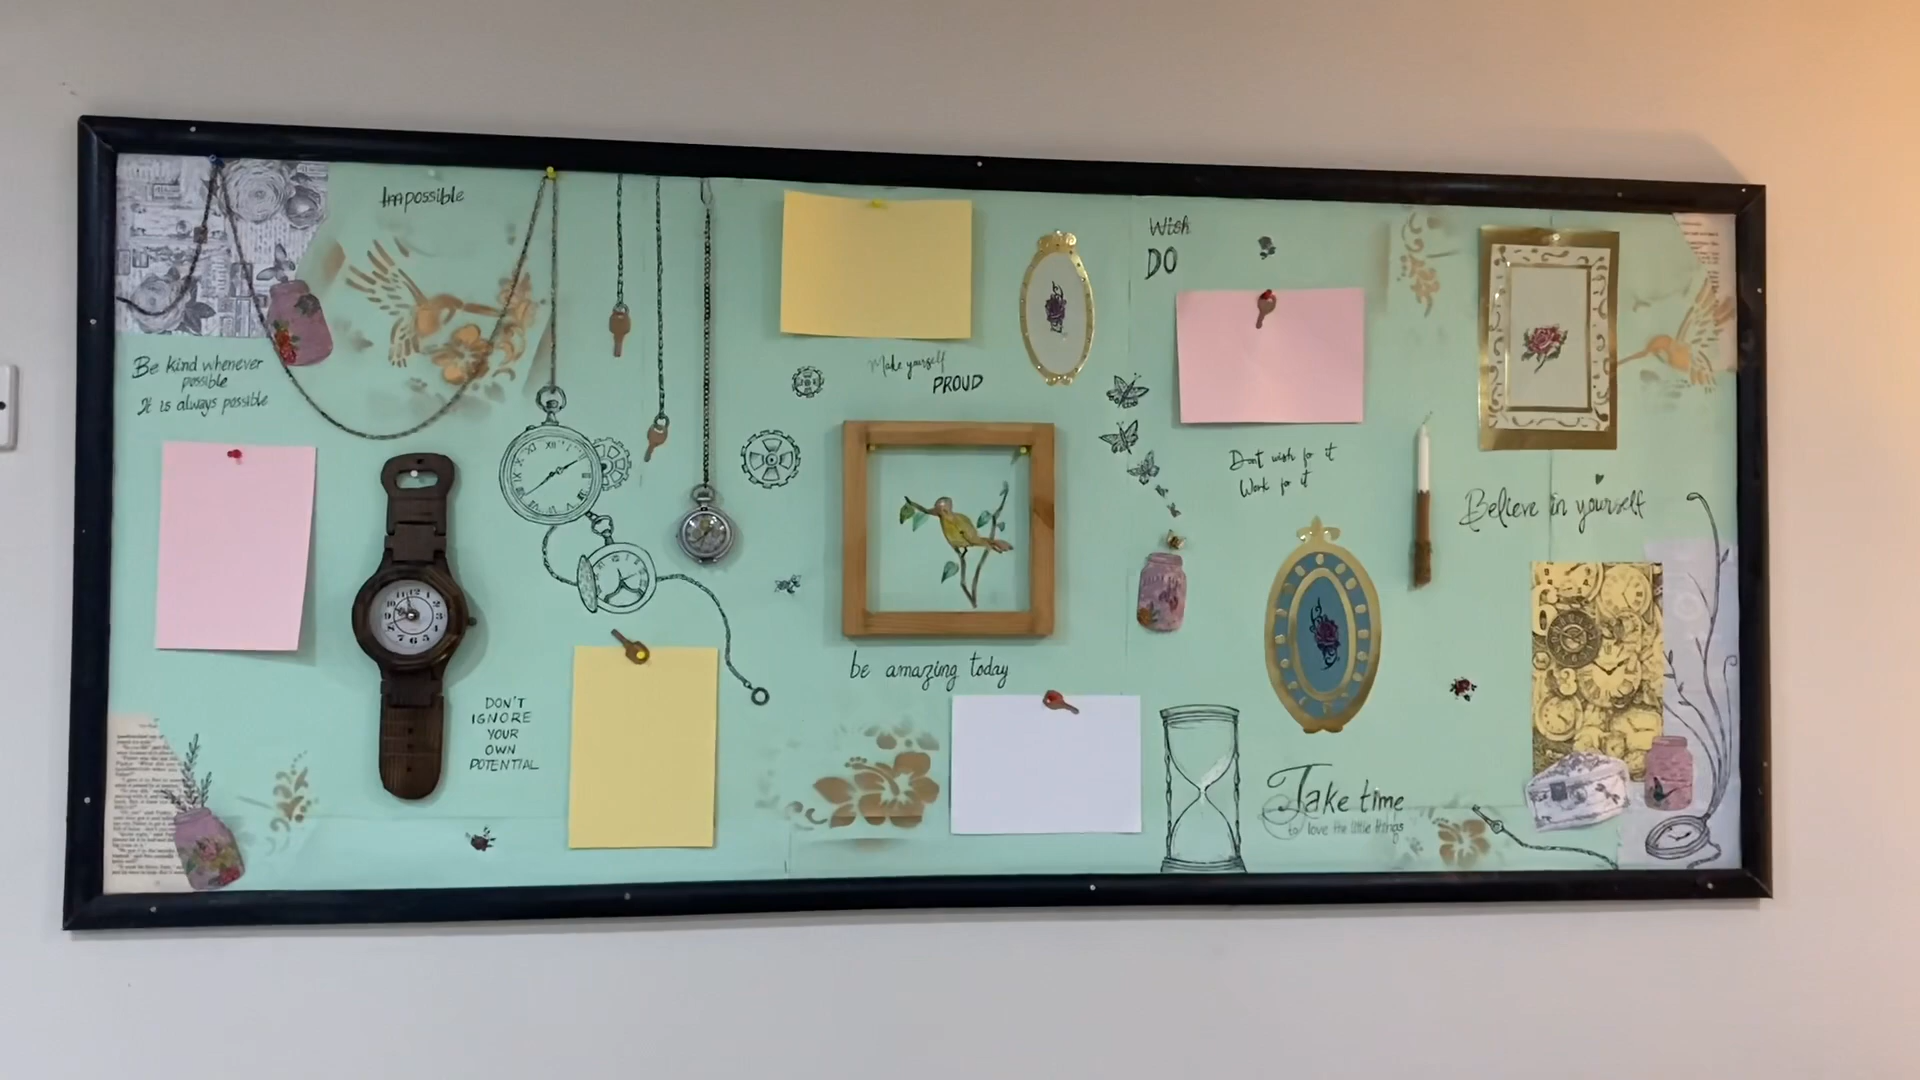 Impossible
Be kind whenever
possible
It is always possible
DON'T
IGNORE
YOUR
OWN
POTENTIAL
Make yourself
PROUD
be amazing today
Wish
DO
Don't wish for it
Work for it
Believe in yourself
Take time
to love the little things